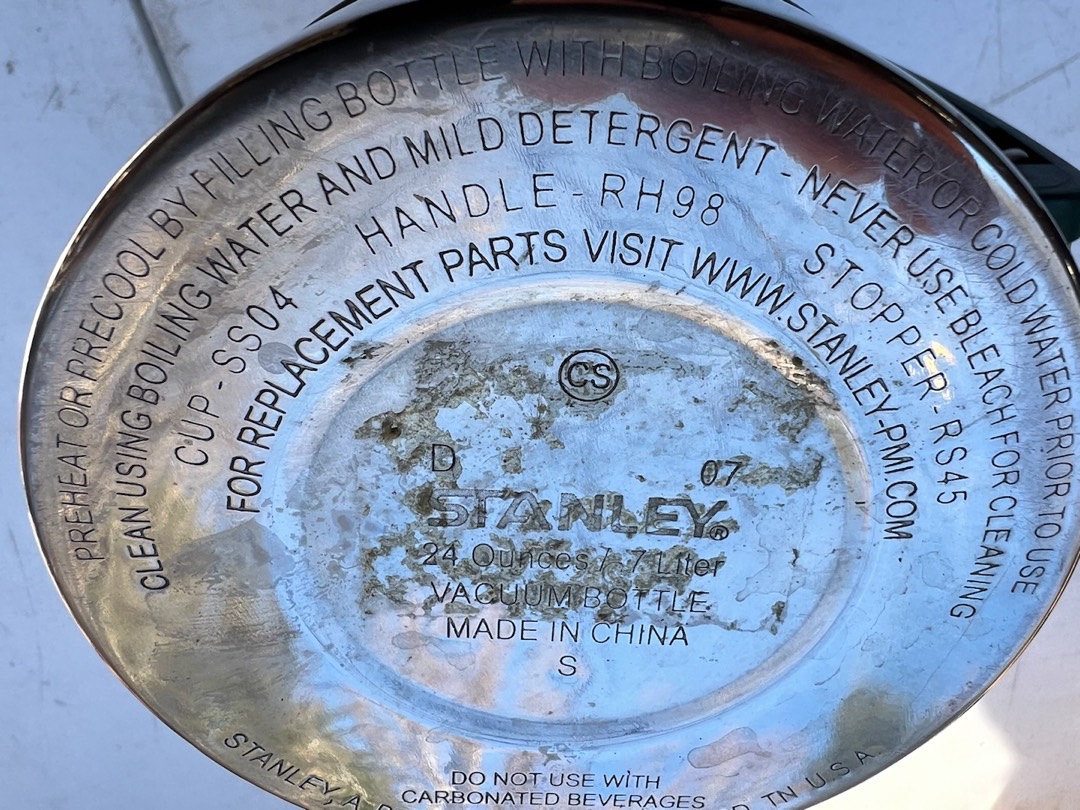 PREHEAT OR PRECOOL BY FILLING BOTTLE WITH BOILING WATER OR COLD WATER PRIOR TO USE
CLEAN USING BOILING WATER AND MILD DETERGENT - NEVER USE BLEACH FOR CLEANING
CUP - SS04 HANDLE - RH98 STOPPER - RS45
FOR REPLACEMENT PARTS VISIT WWW.STANLEY-PMI.COM
CS
D 07
STANLEY®
24 Ounces / .7 Liter
VACUUM BOTTLE
MADE IN CHINA
S
DO NOT USE WITH
CARBONATED BEVERAGES
STANLEY, A TN U.S.A.